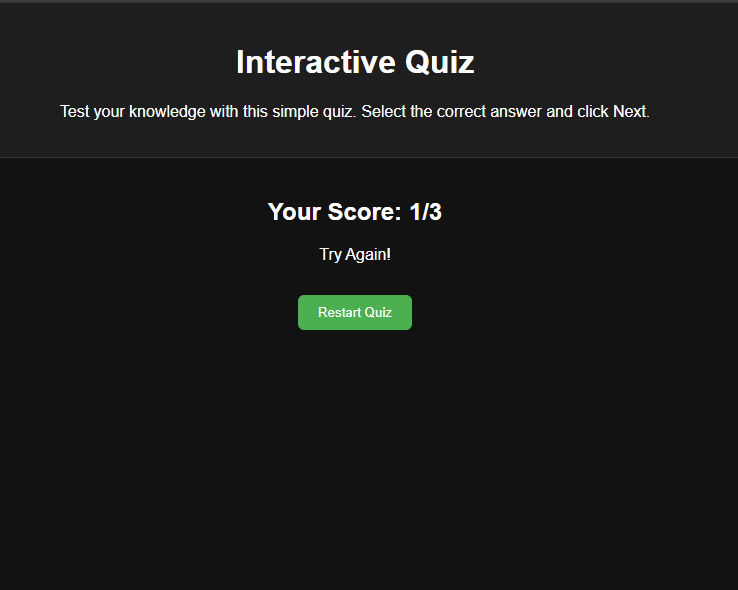 Interactive Quiz
Test your knowledge with this simple quiz. Select the correct answer and click Next.
Your Score: 1/3
Try Again!
Restart Quiz